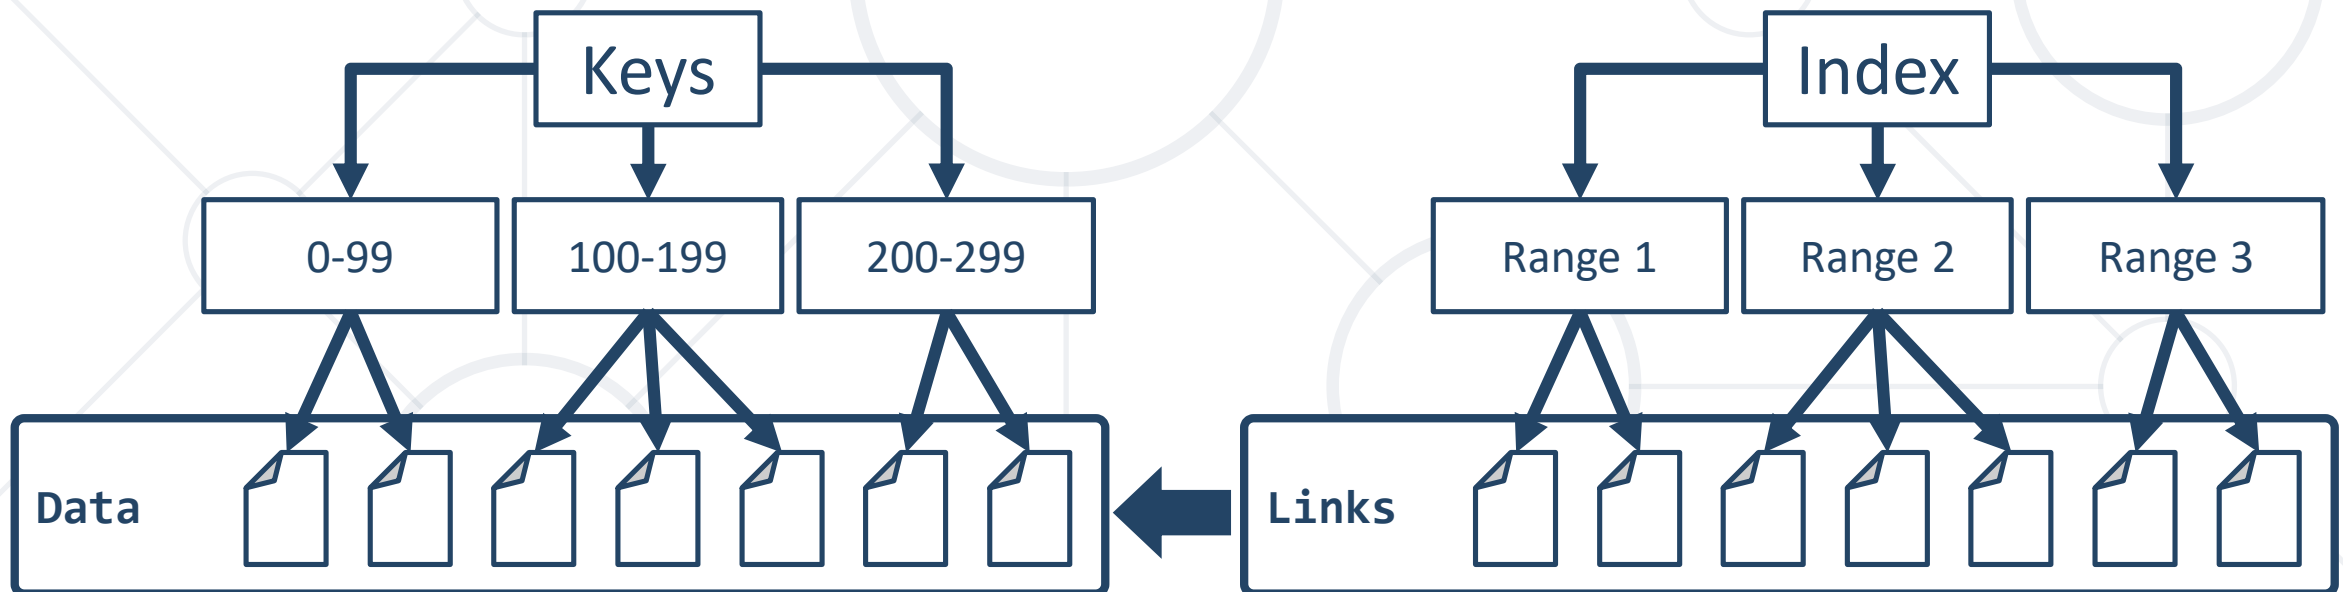 Keys
0-99
100-199
200-299
Data
Index
Range 1
Range 2
Range 3
Links